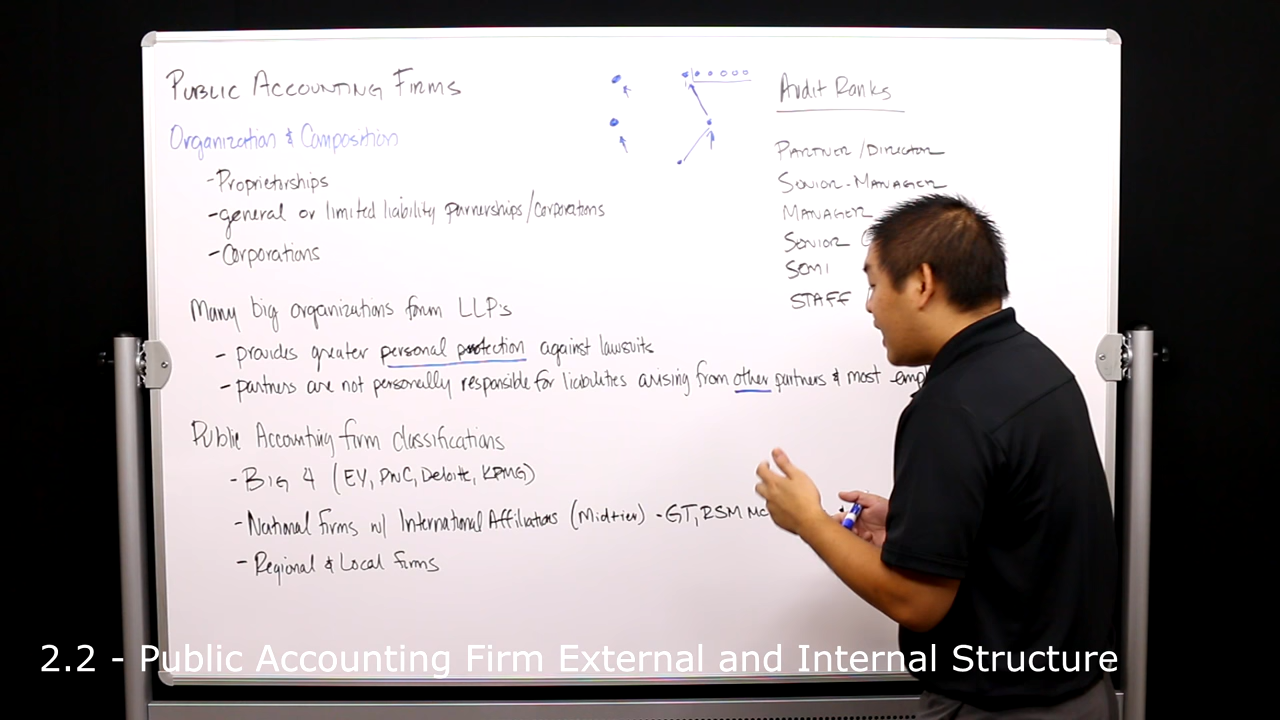 PUBLIC ACCOUNTING FIRMS
Organization & Composition
- Proprietorships
- general or limited liability parnerships/corporations
- Corporations
Many big organizations form LLP's
- provides greater personal protection against lawsuits
- partners are not personally responsible for liabilities arising from other partners & most empl
Public Accounting firm classifications
- BIG 4 (EY, PWC, Deloitte, KPMG)
- National Firms w/ International Affiliations (Midtier) - GT, RSM Mc
- Regional & Local firms
Audit Ranks
PARTNER/DIRECTOR
SENIOR-MANAGER
MANAGER
SENIOR
SEMI
STAFF
2.2 - Public Accounting Firm External and Internal Structure